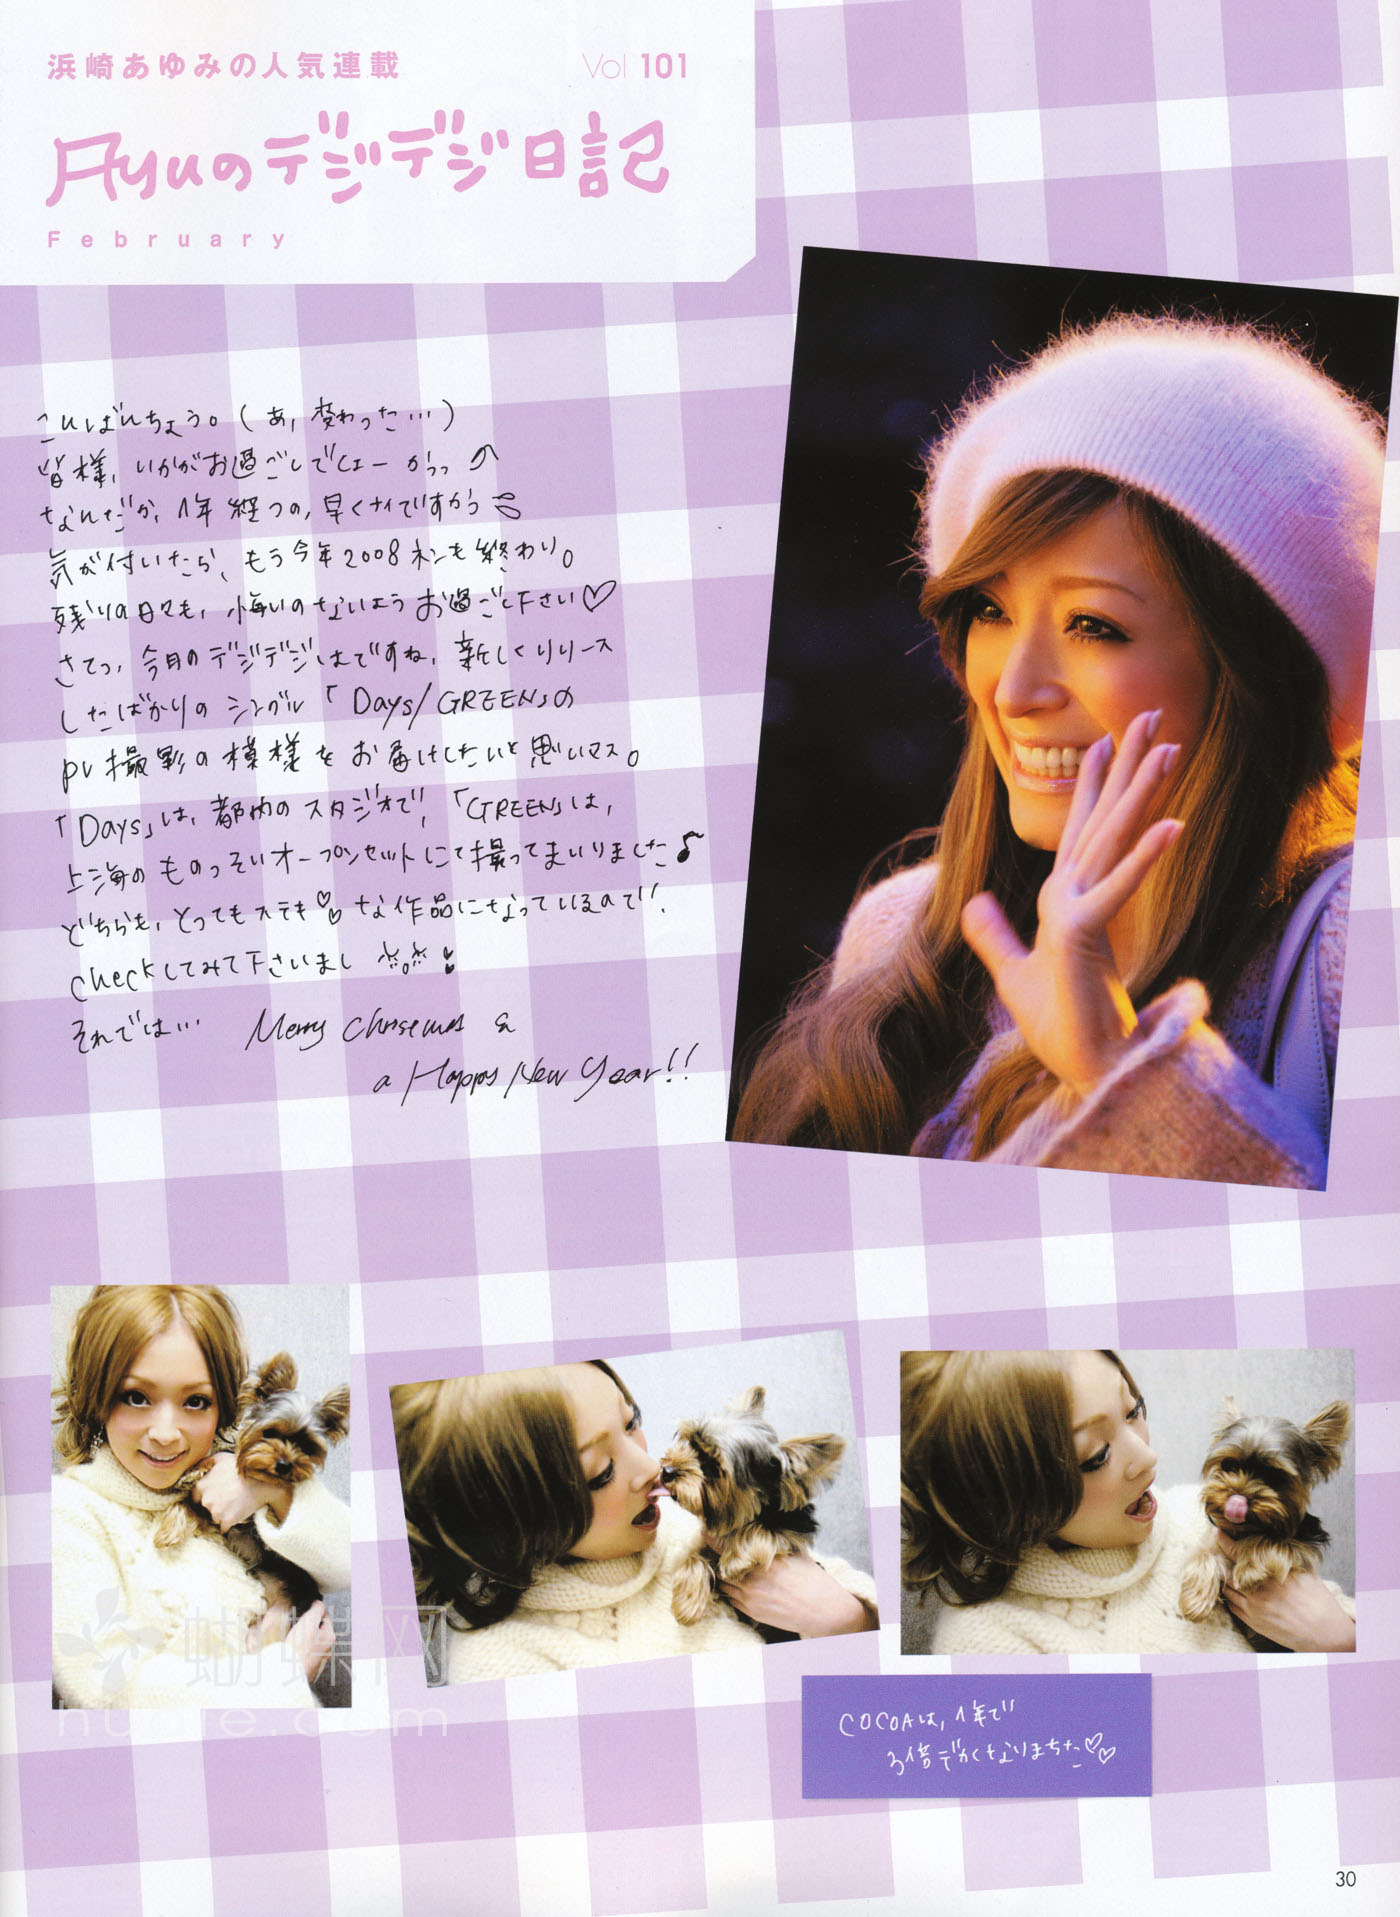 浜崎あゆみの人気連載
Vol 101
Ayuのデジデジ日記
February
こんばんちょう。(あ、変わった…)
皆様、いかがお過ごしでしょーかっっ♪
なんだか、1年経つの、早くナイですかっ
気が付いたら、もう今年2008ネンも終わり。
残りの日々も、悔いのないようお過ごし下さい♡
さてっ、今月のデジデジはですね、新しくリリース
したばかりのシングル「Days/GREEN」の
pv撮影の模様をお届けしたいと思いマス。
「Days」は、都内のスタジオで、「GREEN」は、
上海のものっそいオープンセットにて撮ってまいりました♪
どちらも、とってもステキ♡♡な作品になっているので!、
checkしてみて下さいまし
それでは… Merry Christmas &
a Happy New Year!!
COCOAは、1年で
3倍デカくなりまちた♡♡
蝴蝶网
hudie.com
30